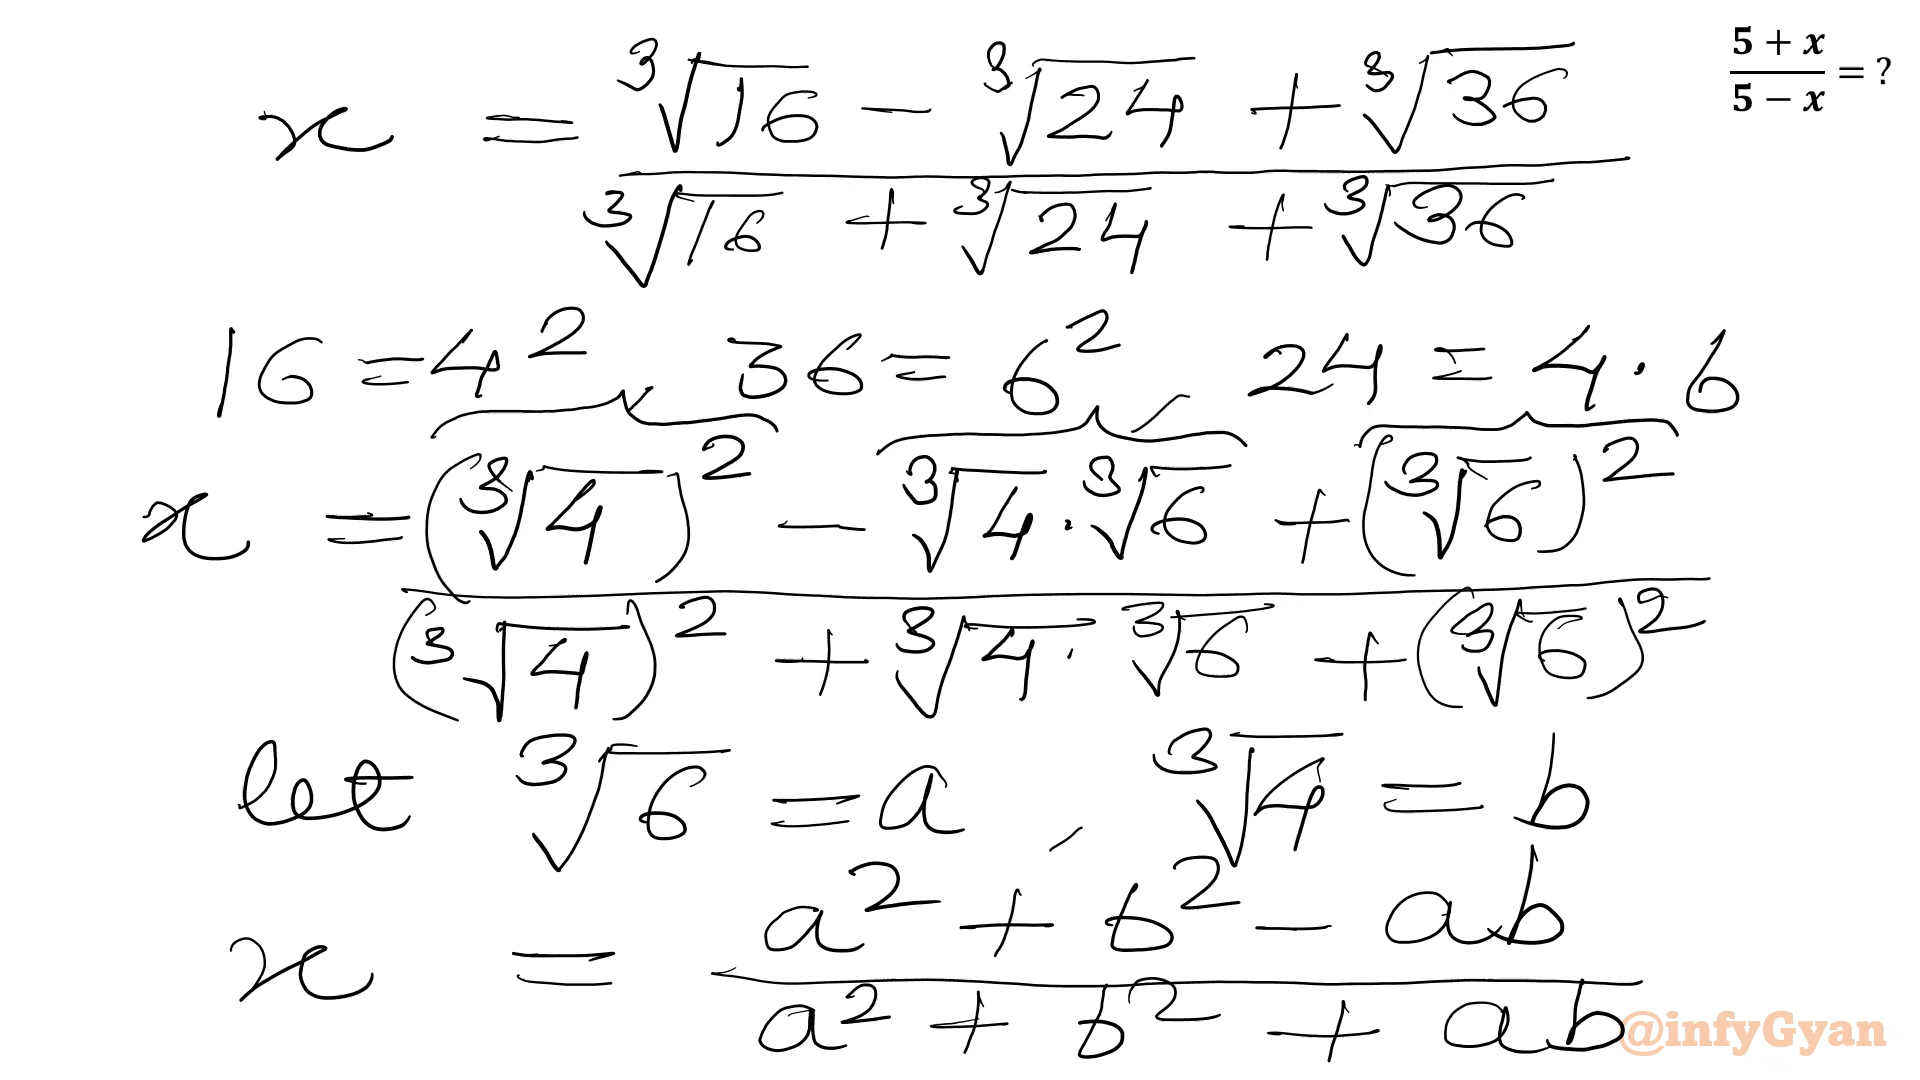 (5 + x)/(5 − x) = ?
x = (∛16 − ∛24 + ∛36)/(∛16 + ∛24 + ∛36)
16 = 4², 36 = 6² 24 = 4 · 6
x = ((∛4)² − ∛4 · ∛6 + (∛6)²)/((∛4)² + ∛4 · ∛6 + (∛6)²)
let ∛6 = a, ∛4 = b
x = (a² + b² − ab)/(a² + b² + ab)
@infyGyan